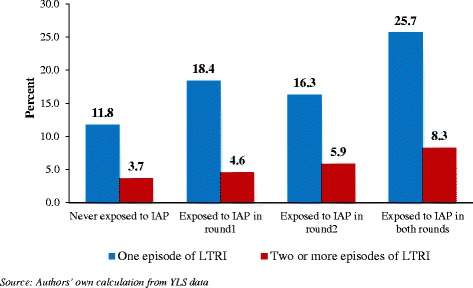 30.0
25.0
20.0
15.0
10.0
5.0
0.0
Percent
11.8
3.7
18.4
4.6
16.3
5.9
25.7
8.3
Never exposed to IAP
Exposed to IAP in
round1
Exposed to IAP in
round2
Exposed to IAP in
both rounds
One episode of LTRI
Two or more episodes of LTRI
Source: Authors' own calculation from YLS data